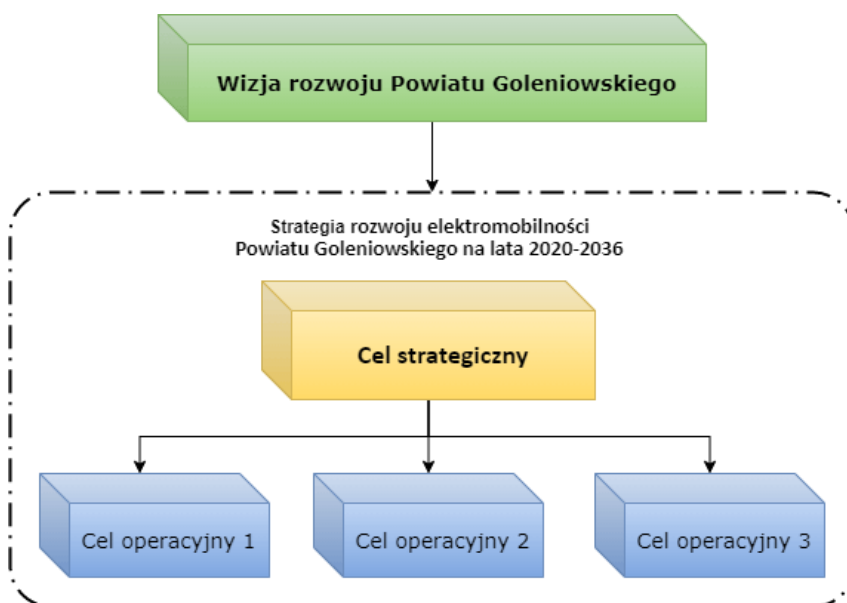 Wizja rozwoju Powiatu Goleniowskiego
Strategia rozwoju elektromobilności
Powiatu Goleniowskiego na lata 2020-2036
Cel strategiczny
Cel operacyjny 1
Cel operacyjny 2
Cel operacyjny 3